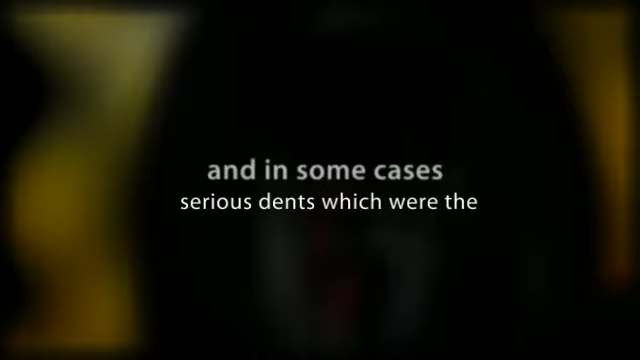 and in some cases
serious dents which were the